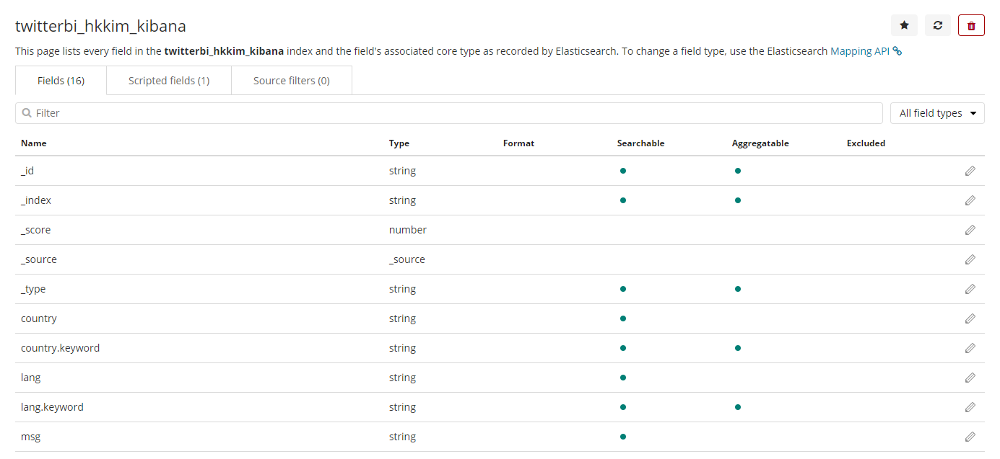 twitterbi_hkkim_kibana
This page lists every field in the twitterbi_hkkim_kibana index and the field's associated core type as recorded by Elasticsearch. To change a field type, use the Elasticsearch Mapping API
Fields (16) Scripted fields (1) Source filters (0)
Filter All field types
Name Type Format Searchable Aggregatable Excluded
_id string
_index string
_score number
_source _source
_type string
country string
country.keyword string
lang string
lang.keyword string
msg string